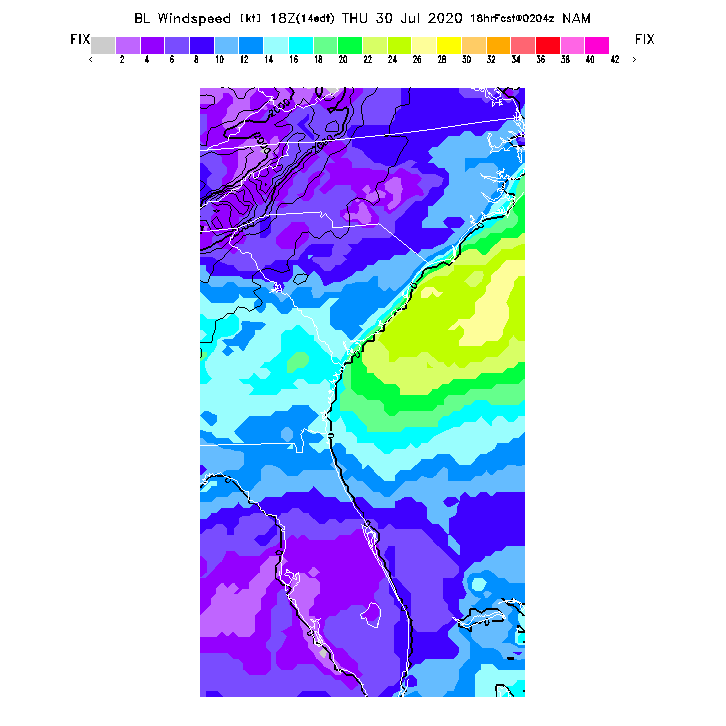 BL Windspeed [kt] 18Z(14edt) THU 30 Jul 2020 18hrFcst@0204z NAM
FIX FIX
< 2 4 6 8 10 12 14 16 18 20 22 24 26 28 30 32 34 36 38 40 42 >